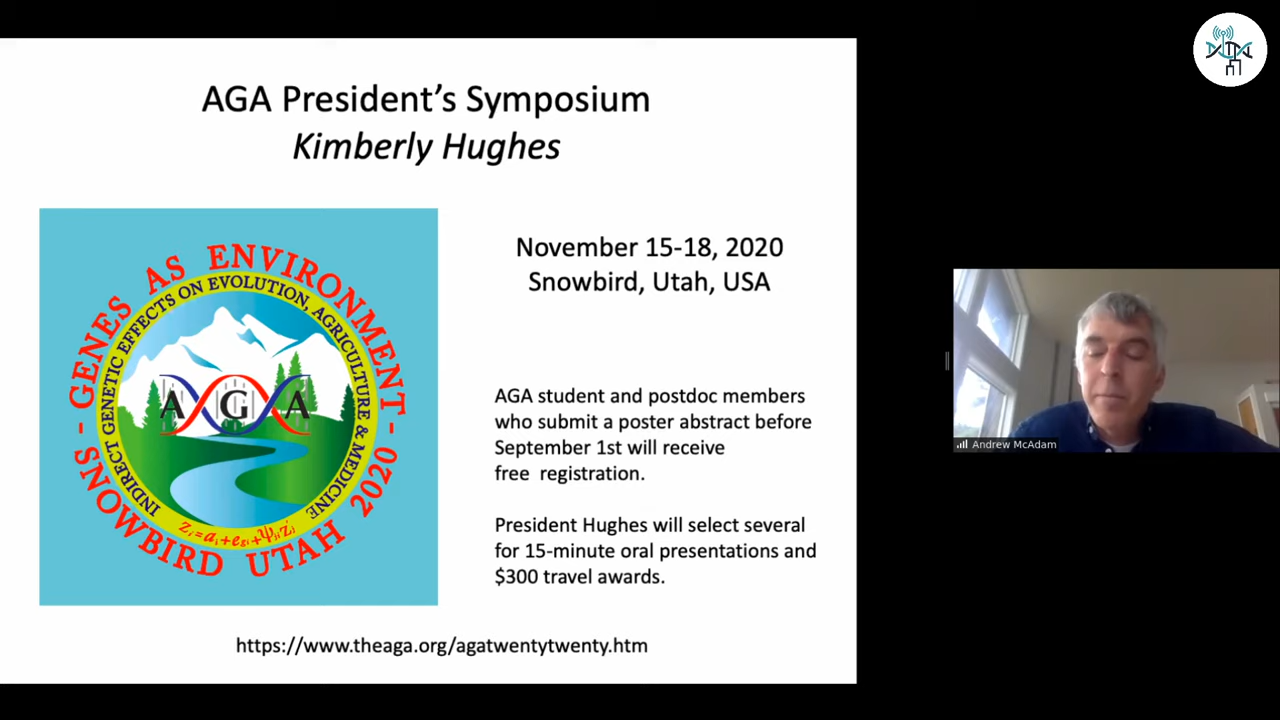 AGA President's Symposium
Kimberly Hughes
November 15-18, 2020
Snowbird, Utah, USA
- GENES AS ENVIRONMENT -
INDIRECT GENETIC EFFECTS ON EVOLUTION, AGRICULTURE & MEDICINE
AGA
SNOWBIRD UTAH 2020
AGA student and postdoc members
who submit a poster abstract before
September 1st will receive
free registration.
President Hughes will select several
for 15-minute oral presentations and
$300 travel awards.
https://www.theaga.org/agatwentytwenty.htm
Andrew McAdam